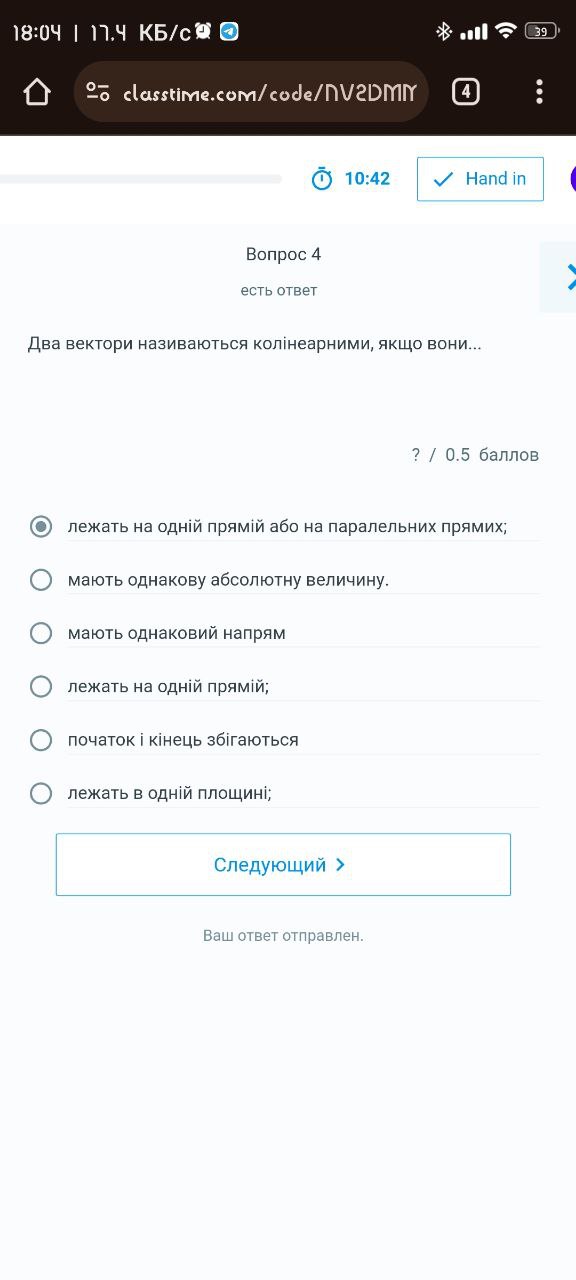 18:04 | 17.4 КБ/с 39
classtime.com/code/NV2DMM 4
10:42 Hand in
Вопрос 4
есть ответ
Два вектори називаються колінеарними, якщо вони...
? / 0.5 баллов
лежать на одній прямій або на паралельних прямих;
мають однакову абсолютну величину.
мають однаковий напрям
лежать на одній прямій;
початок і кінець збігаються
лежать в одній площині;
Следующий
Ваш ответ отправлен.